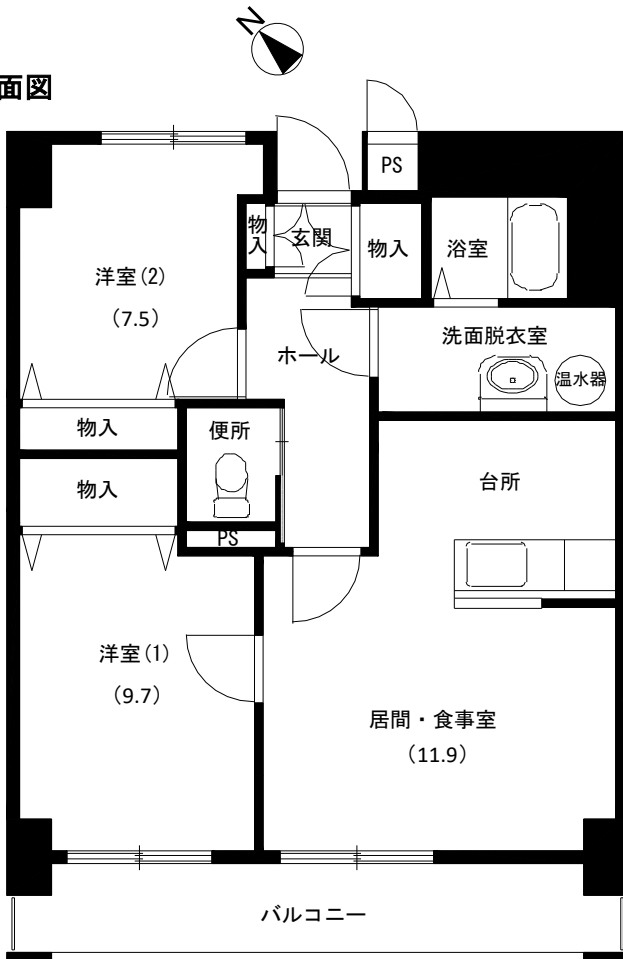 N
面図
PS
物入
玄関
物入
浴室
洋室(2)
(7.5)
洗面脱衣室
ホール
温水器
物入
便所
物入
台所
PS
洋室(1)
(9.7)
居間・食事室
(11.9)
バルコニー